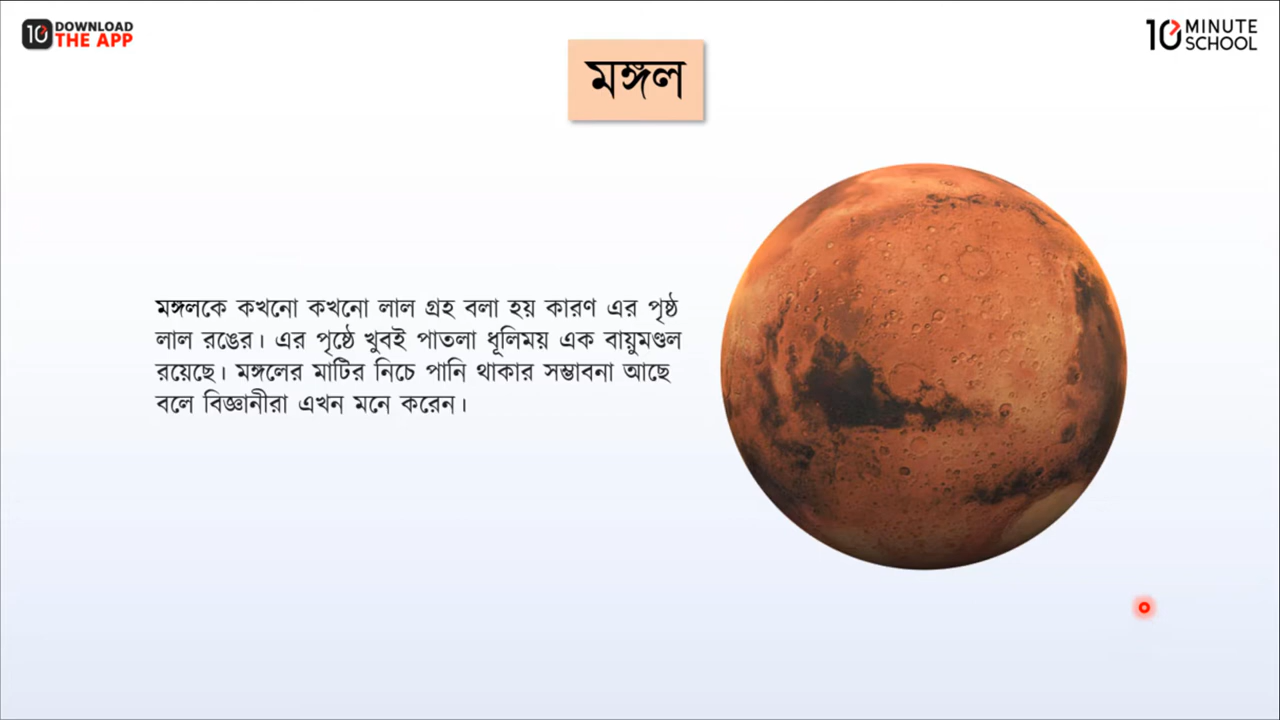 10 DOWNLOAD
THE APP
10 MINUTE
SCHOOL
মঙ্গল
মঙ্গলকে কখনো কখনো লাল গ্রহ বলা হয় কারণ এর পৃষ্ঠ
লাল রঙের। এর পৃষ্ঠে খুবই পাতলা ধূলিময় এক বায়ুমণ্ডল
রয়েছে। মঙ্গলের মাটির নিচে পানি থাকার সম্ভাবনা আছে
বলে বিজ্ঞানীরা এখন মনে করেন।